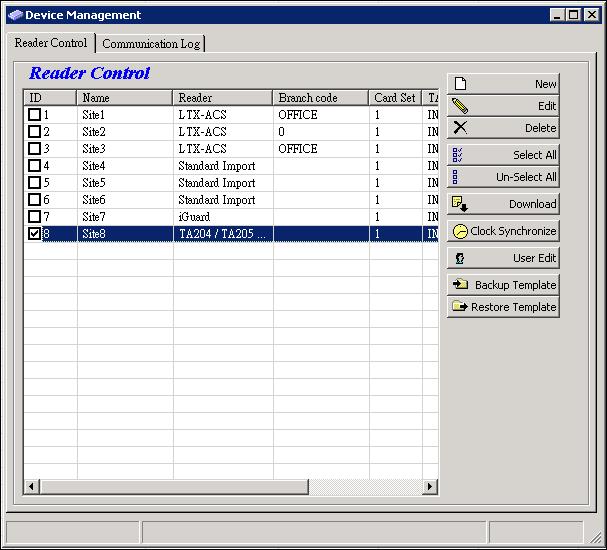 Device Management
Reader Control Communication Log
Reader Control
ID Name Reader Branch code Card Set TA
1 Site1 LTX-ACS OFFICE 1 IN
2 Site2 LTX-ACS 0 1 IN
3 Site3 LTX-ACS OFFICE 1 IN
4 Site4 Standard Import 1 IN
5 Site5 Standard Import 1 IN
6 Site6 Standard Import 1 IN
7 Site7 iGuard 1 IN
8 Site8 TA204 / TA205 ... 1 IN
New
Edit
Delete
Select All
Un-Select All
Download
Clock Synchronize
User Edit
Backup Template
Restore Template